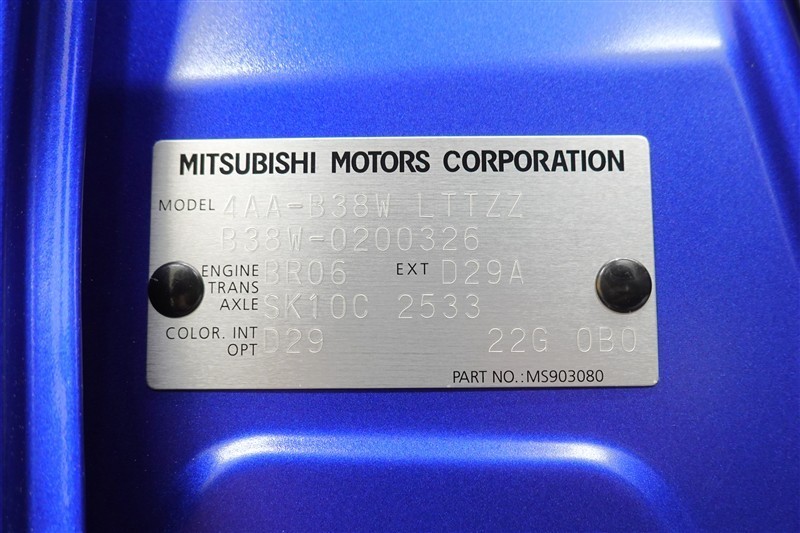 MITSUBISHI MOTORS CORPORATION
MODEL 4AA-B38W LTTZZ
B38W-0200326
ENGINE BR06 EXT D29A
TRANS
AXLE SK10C 2533
COLOR. INT D29 22G 0B0
OPT
PART NO.:MS903080